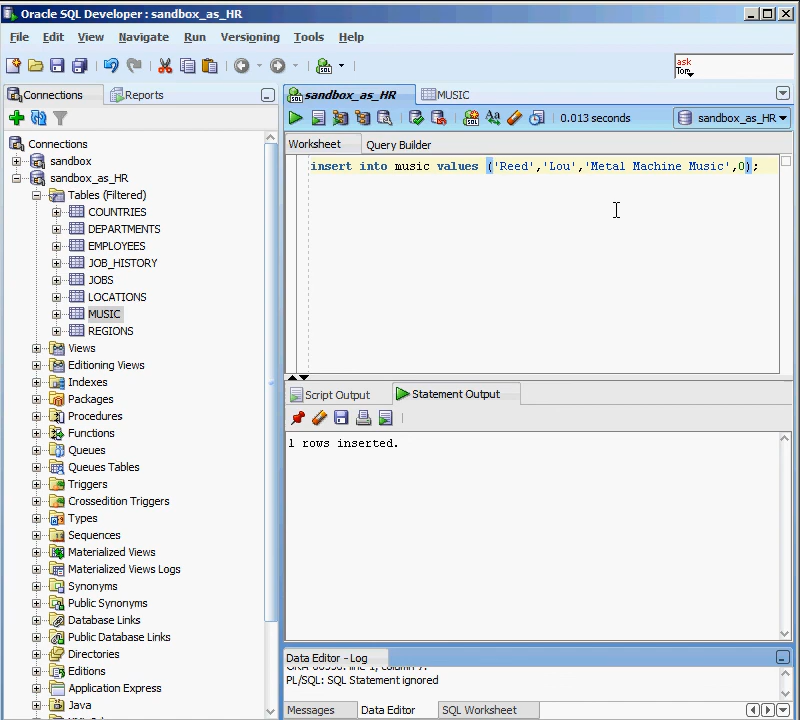 Oracle SQL Developer : sandbox_as_HR
File Edit View Navigate Run Versioning Tools Help
ask
Tom
Connections Reports
Connections
sandbox
sandbox_as_HR
Tables (Filtered)
COUNTRIES
DEPARTMENTS
EMPLOYEES
JOB_HISTORY
JOBS
LOCATIONS
MUSIC
REGIONS
Views
Editioning Views
Indexes
Packages
Procedures
Functions
Queues
Queues Tables
Triggers
Crossedition Triggers
Types
Sequences
Materialized Views
Materialized Views Logs
Synonyms
Public Synonyms
Database Links
Public Database Links
Directories
Editions
Application Express
Java
sandbox_as_HR MUSIC
0.013 seconds sandbox_as_HR
Worksheet Query Builder
insert into music values ('Reed','Lou','Metal Machine Music',0);
Script Output Statement Output
1 rows inserted.
Data Editor - Log
PL/SQL: SQL Statement ignored
Messages Data Editor SQL Worksheet